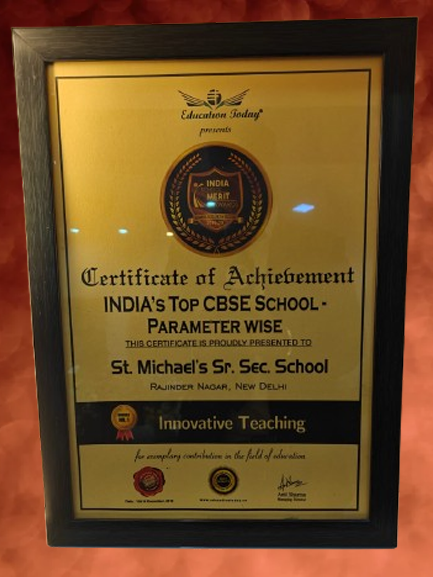 Education Today®
presents
INDIA
MERIT
Certificate of Achievement
INDIA's TOP CBSE SCHOOL -
PARAMETER WISE
THIS CERTIFICATE IS PROUDLY PRESENTED TO
St. Michael's Sr. Sec. School
RAJINDER NAGAR, NEW DELHI
Innovative Teaching
for exemplary contribution in the field of education